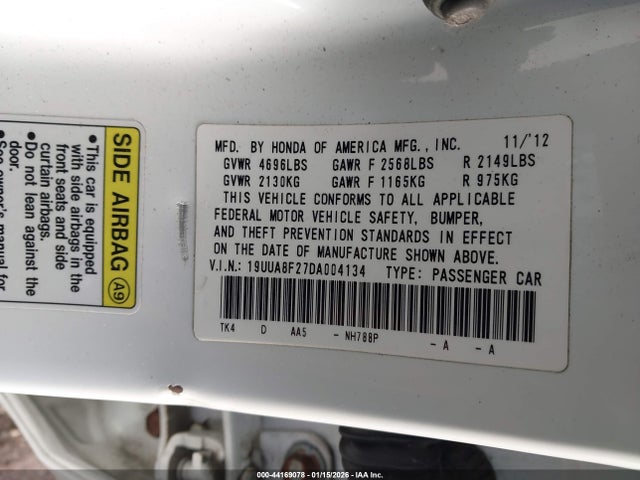 SIDE AIRBAG A9
• This car is equipped
with side airbags in the
front seats and side
curtain airbags.
• Do not lean against the
door.
MFD. BY HONDA OF AMERICA MFG., INC. 11/'12
GVWR 4696LBS GAWR F 2566LBS R 2149LBS
GVWR 2130KG GAWR F 1165KG R 975KG
THIS VEHICLE CONFORMS TO ALL APPLICABLE
FEDERAL MOTOR VEHICLE SAFETY, BUMPER,
AND THEFT PREVENTION STANDARDS IN EFFECT
ON THE DATE OF MANUFACTURE SHOWN ABOVE.
V.I.N.: 19UUA8F27DA004134 TYPE: PASSENGER CAR
TK4 D AA5 - NH788P - A - A
000-44169078 - 01/15/2026 - IAA Inc.